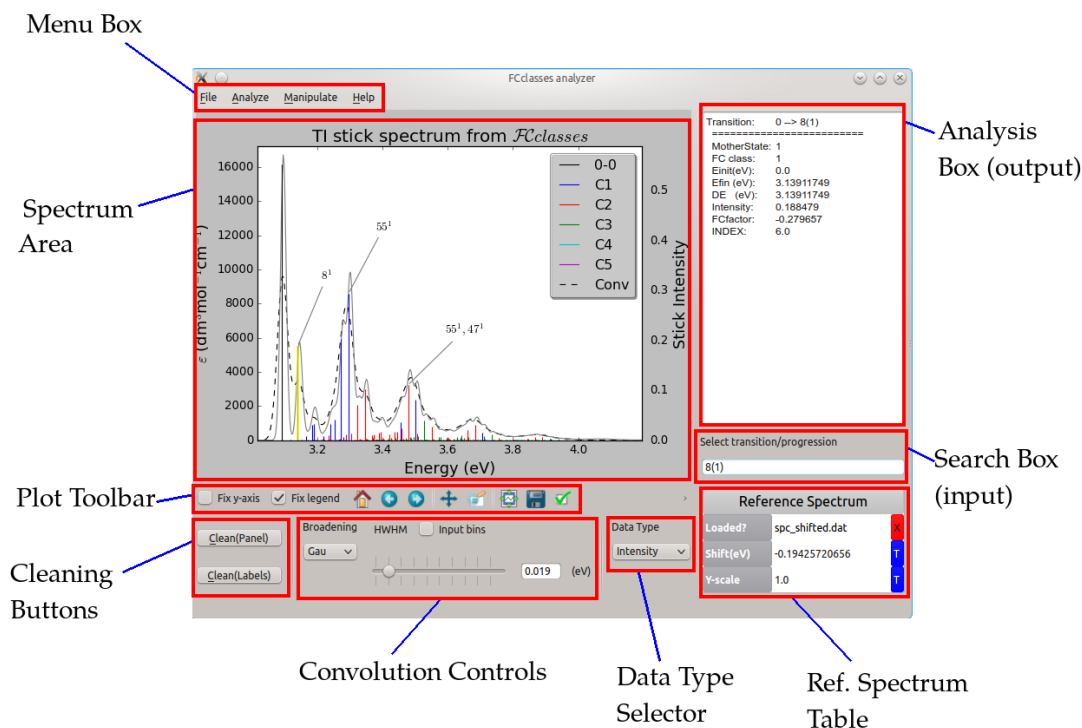 Menu Box
FCclasses analyzer
File Analyze Manipulate Help
TI stick spectrum from FCclasses
16000
14000
12000
10000
8000
6000
4000
2000
0
ε (dm³mol⁻¹cm⁻¹)
3.2 3.4 3.6 3.8 4.0
Energy (eV)
0.5
0.4
0.3
0.2
0.1
0.0
Stick Intensity
0-0
C1
C2
C3
C4
C5
Conv
8¹
55¹
55¹, 47¹
Transition: 0 --> 8(1)
==========================
MotherState: 1
FC class: 1
Einit(eV): 0.0
Efin (eV): 3.13911749
DE (eV): 3.13911749
Intensity: 0.188479
FCfactor: -0.279657
INDEX: 6.0
Analysis
Box (output)
Spectrum
Area
Select transition/progression
8(1)
Search Box
(input)
Plot Toolbar
Fix y-axis Fix legend
Reference Spectrum
Loaded? spc_shifted.dat X
Shift(eV) -0.19425720656 T
Y-scale 1.0 T
Clean(Panel)
Clean(Labels)
Broadening HWHM Input bins
Gau 0.019 (eV)
Data Type
Intensity
Cleaning
Buttons
Convolution Controls
Data Type
Selector
Ref. Spectrum
Table